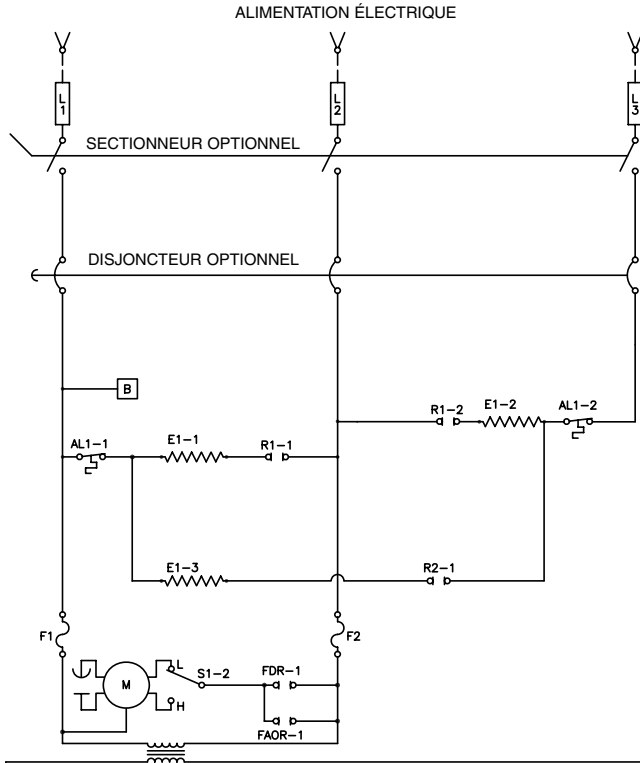 ALIMENTATION ÉLECTRIQUE
L1
L2
L3
SECTIONNEUR OPTIONNEL
DISJONCTEUR OPTIONNEL
B
R1-2
E1-2
AL1-2
AL1-1
E1-1
R1-1
E1-3
R2-1
F1
F2
M
L
S1-2
FDR-1
H
FAOR-1